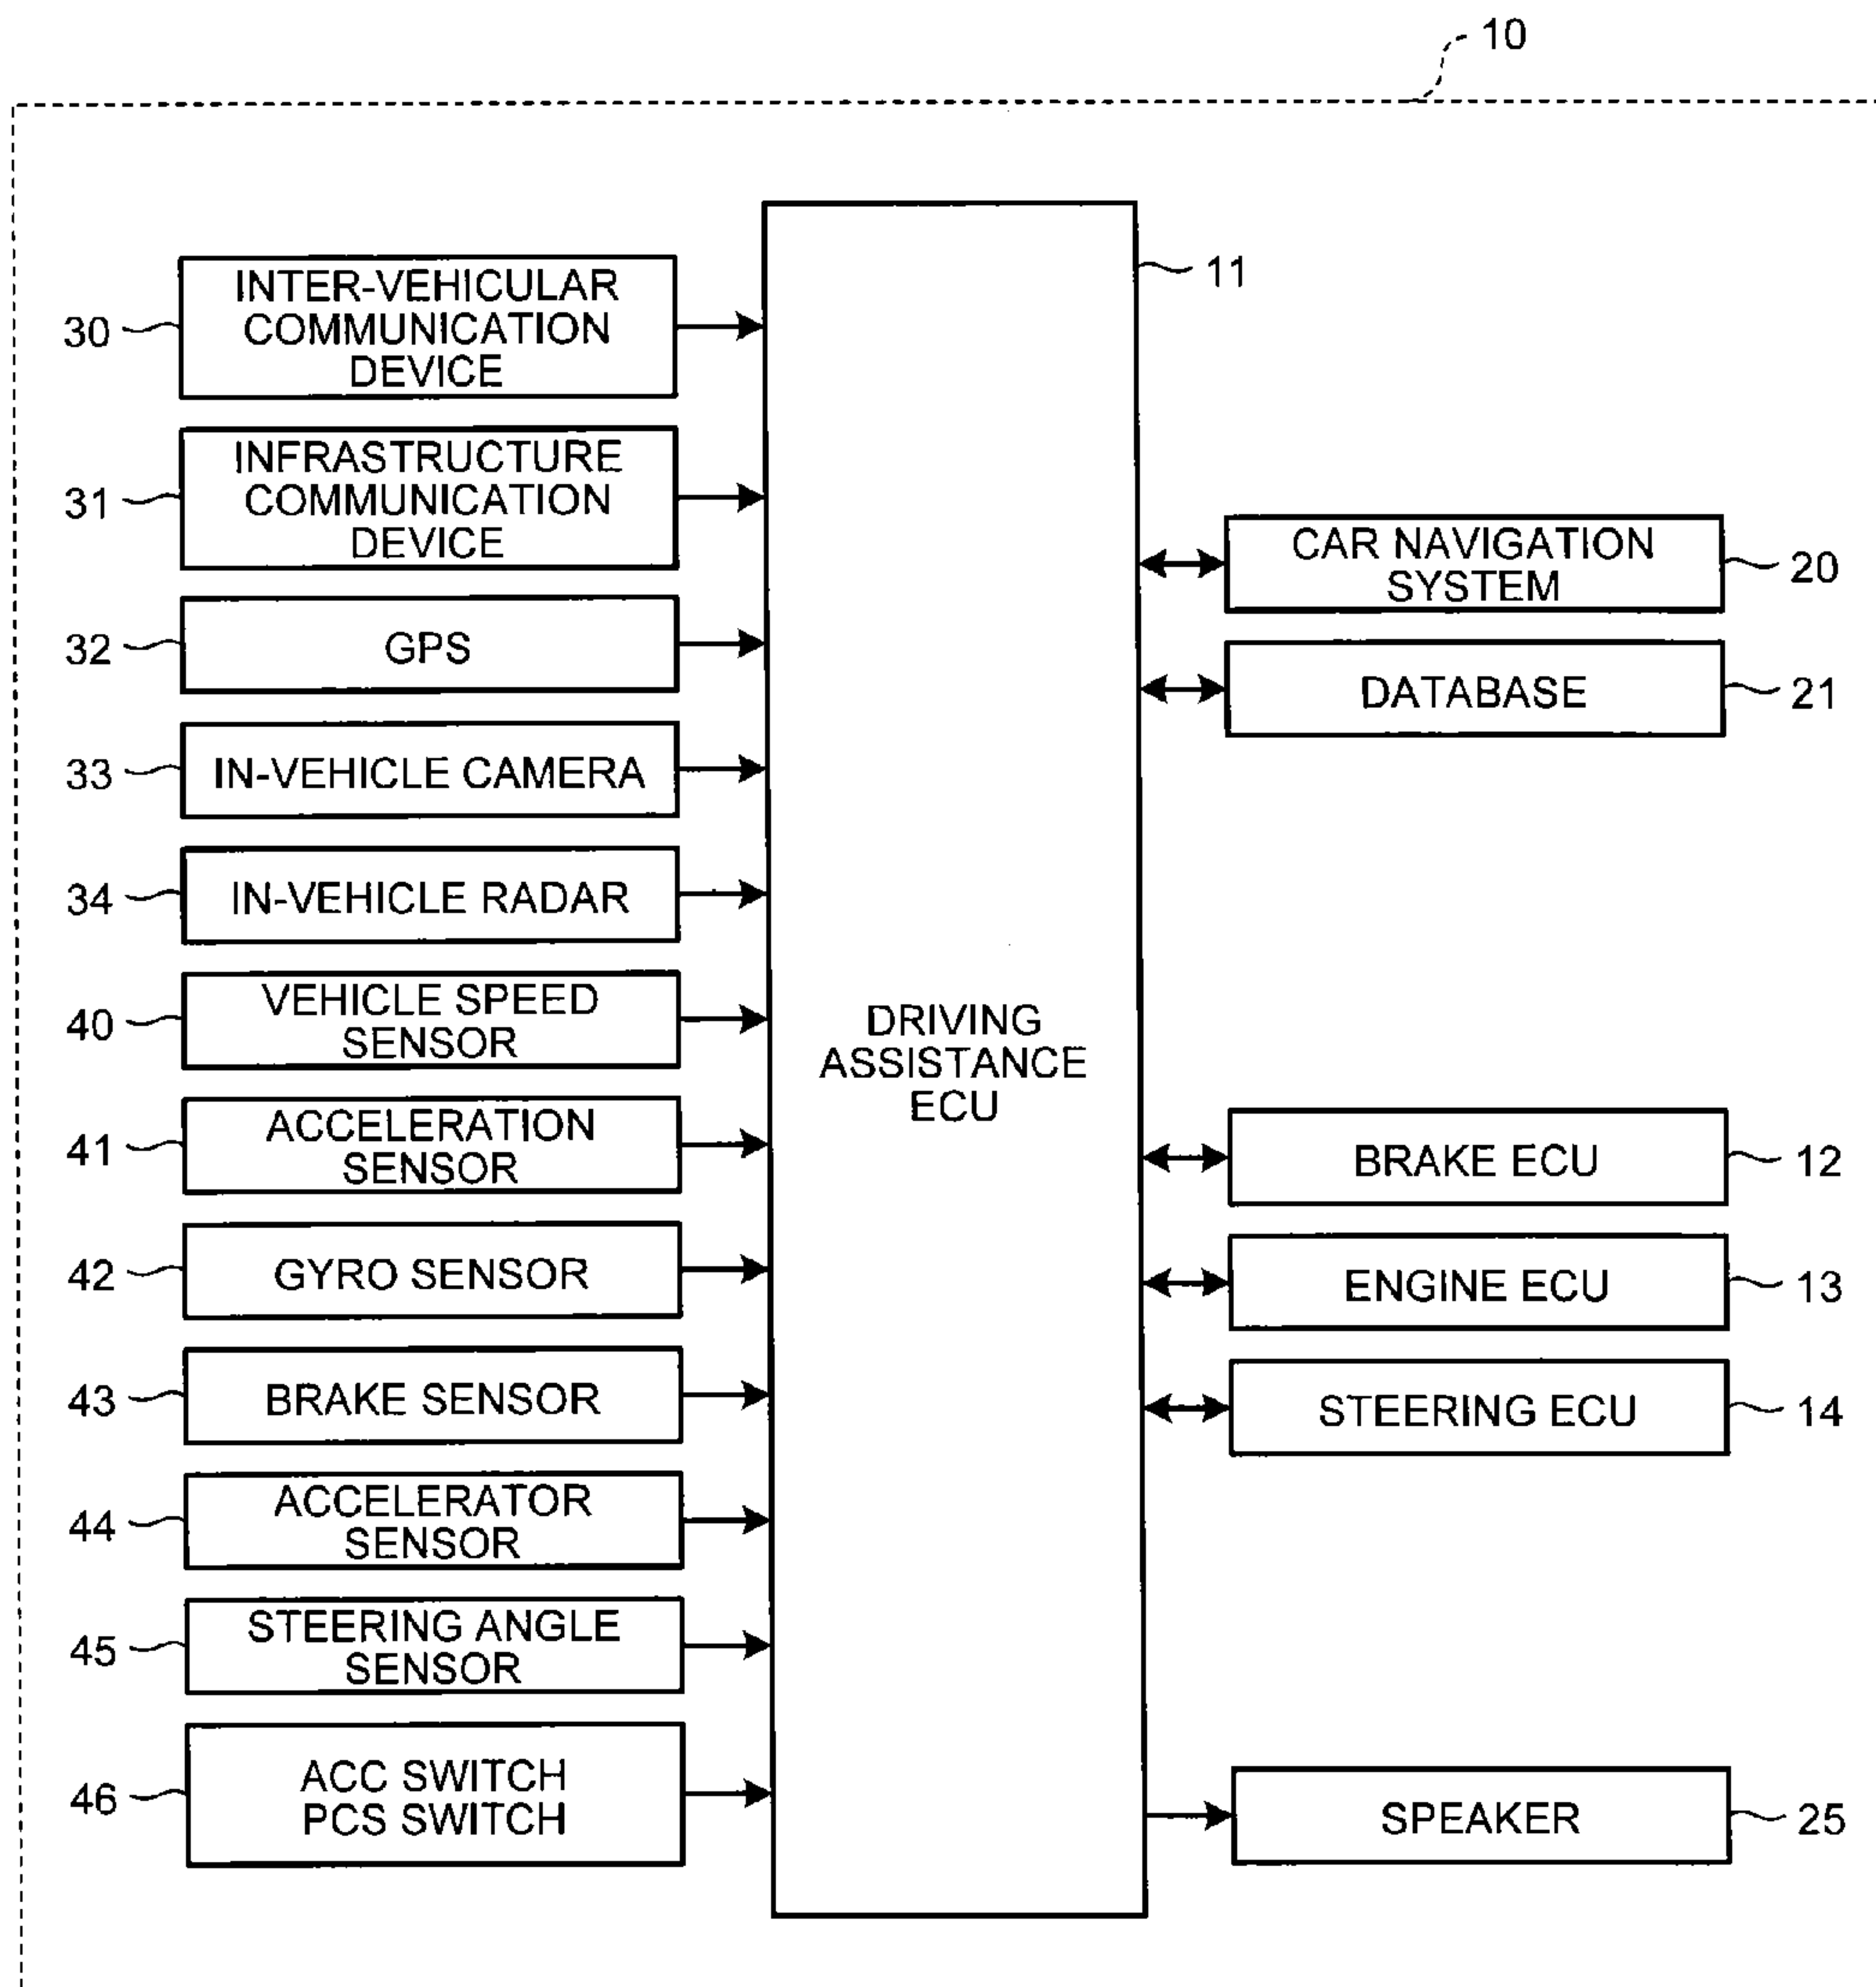 10
11
30
INTER-VEHICULAR
COMMUNICATION
DEVICE
31
INFRASTRUCTURE
COMMUNICATION
DEVICE
32
GPS
33
IN-VEHICLE CAMERA
34
IN-VEHICLE RADAR
40
VEHICLE SPEED
SENSOR
41
ACCELERATION
SENSOR
42
GYRO SENSOR
43
BRAKE SENSOR
44
ACCELERATOR
SENSOR
45
STEERING ANGLE
SENSOR
46
ACC SWITCH
PCS SWITCH
DRIVING
ASSISTANCE
ECU
CAR NAVIGATION
SYSTEM
20
DATABASE
21
BRAKE ECU
12
ENGINE ECU
13
STEERING ECU
14
SPEAKER
25